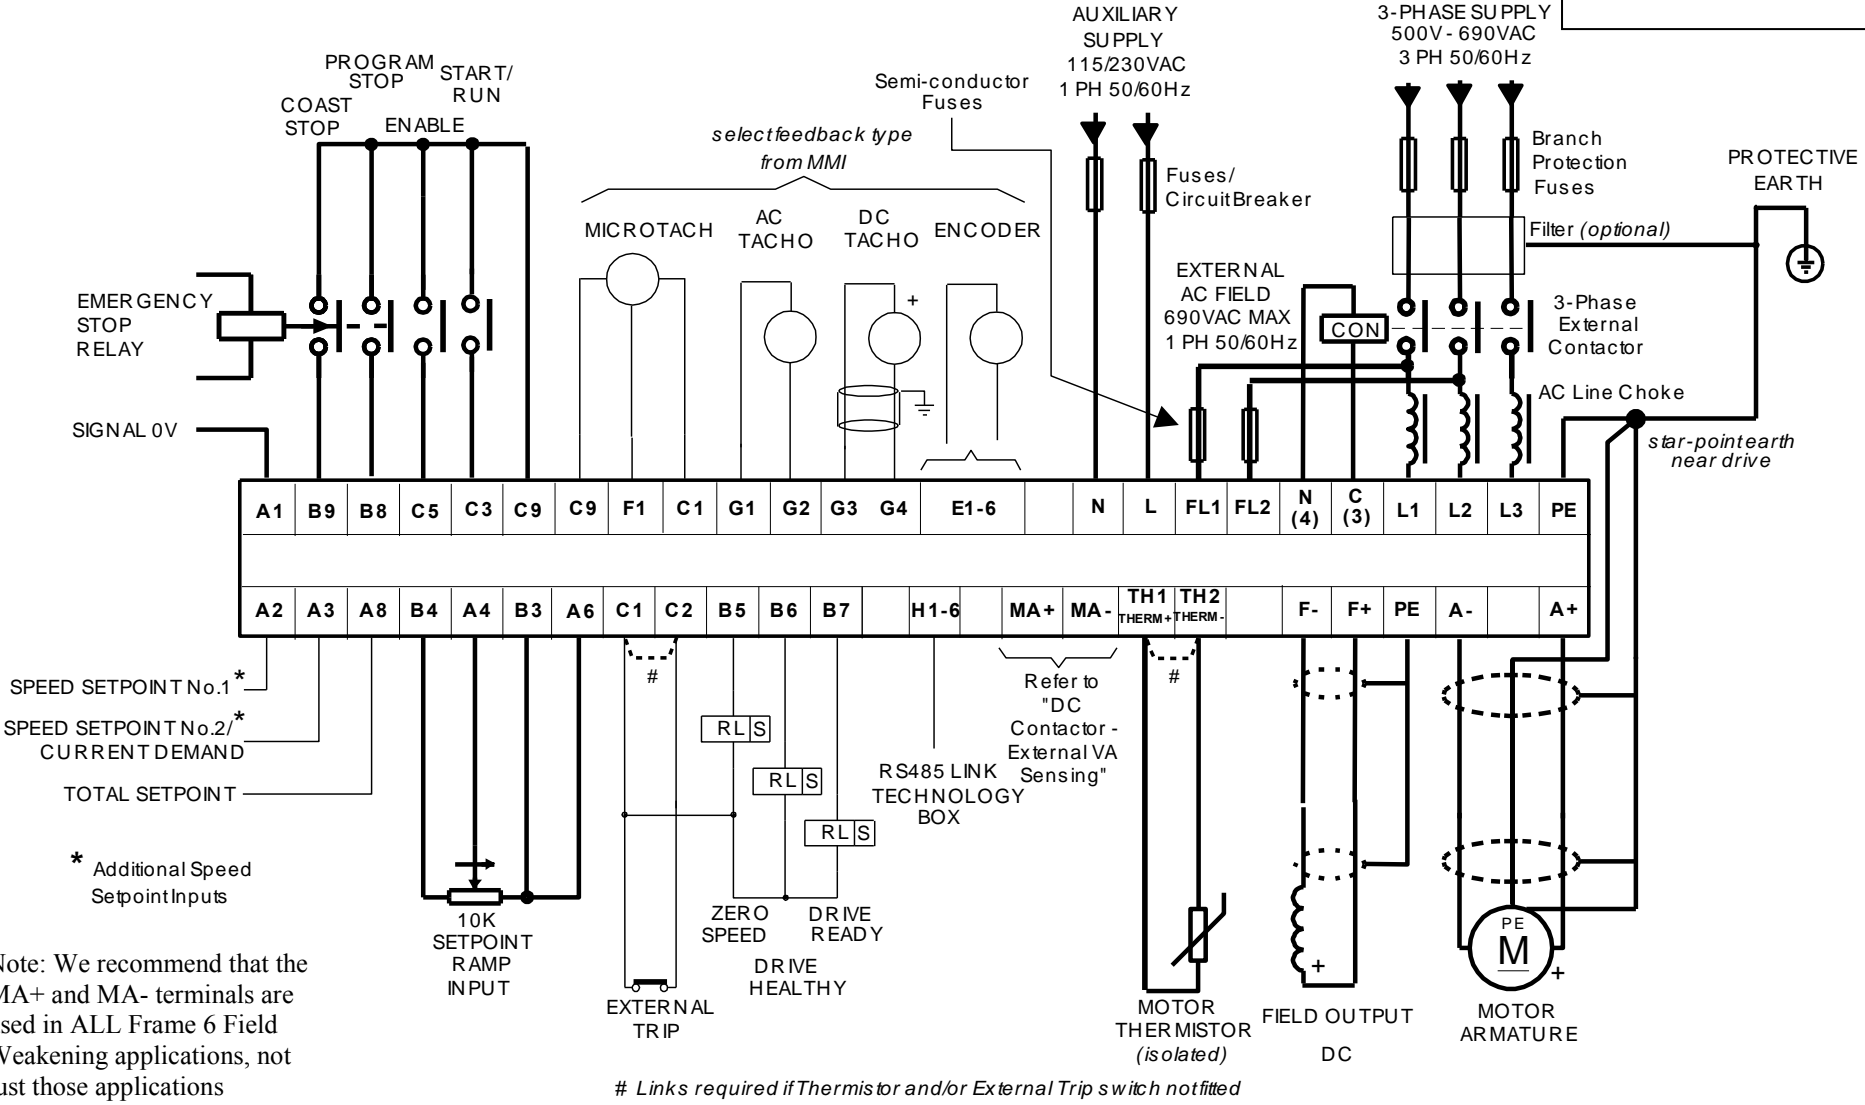 AUXILIARY
SUPPLY
115/230VAC
1 PH 50/60Hz
3-PHASE SUPPLY
500V - 690VAC
3 PH 50/60Hz
PROGRAM
STOP
START/
RUN
COAST
STOP
ENABLE
Semi-conductor
Fuses
select feedback type
from MMI
Fuses/
Circuit Breaker
Branch
Protection
Fuses
PROTECTIVE
EARTH
MICROTACH
AC
TACHO
DC
TACHO
ENCODER
Filter (optional)
EMERGENCY
STOP
RELAY
+
EXTERNAL
AC FIELD
690VAC MAX
1 PH 50/60Hz
CON
3-Phase
External
Contactor
AC Line Choke
SIGNAL 0V
star-point earth
near drive
A1 B9 B8 C5 C3 C9 C9 F1 C1 G1 G2 G3 G4 E1-6 N L FL1 FL2 N (4) C (3) L1 L2 L3 PE
A2 A3 A8 B4 A4 B3 A6 C1 C2 B5 B6 B7 H1-6 MA+ MA- TH1 THERM+ TH2 THERM- F- F+ PE A- A+
SPEED SETPOINT No.1*
SPEED SETPOINT No.2/*
CURRENT DEMAND
TOTAL SETPOINT
* Additional Speed
Setpoint Inputs
#
RL S
RL S
RL S
RS485 LINK
TECHNOLOGY
BOX
Refer to
"DC
Contactor -
External VA
Sensing"
#
10K
SETPOINT
RAMP
INPUT
ZERO
SPEED
DRIVE
READY
DRIVE
HEALTHY
EXTERNAL
TRIP
MOTOR
THERMISTOR
(isolated)
+
FIELD OUTPUT
DC
PE
M
+
MOTOR
ARMATURE
Note: We recommend that the
MA+ and MA- terminals are
used in ALL Frame 6 Field
Weakening applications, not
just those applications
# Links required if Thermistor and/or External Trip switch not fitted